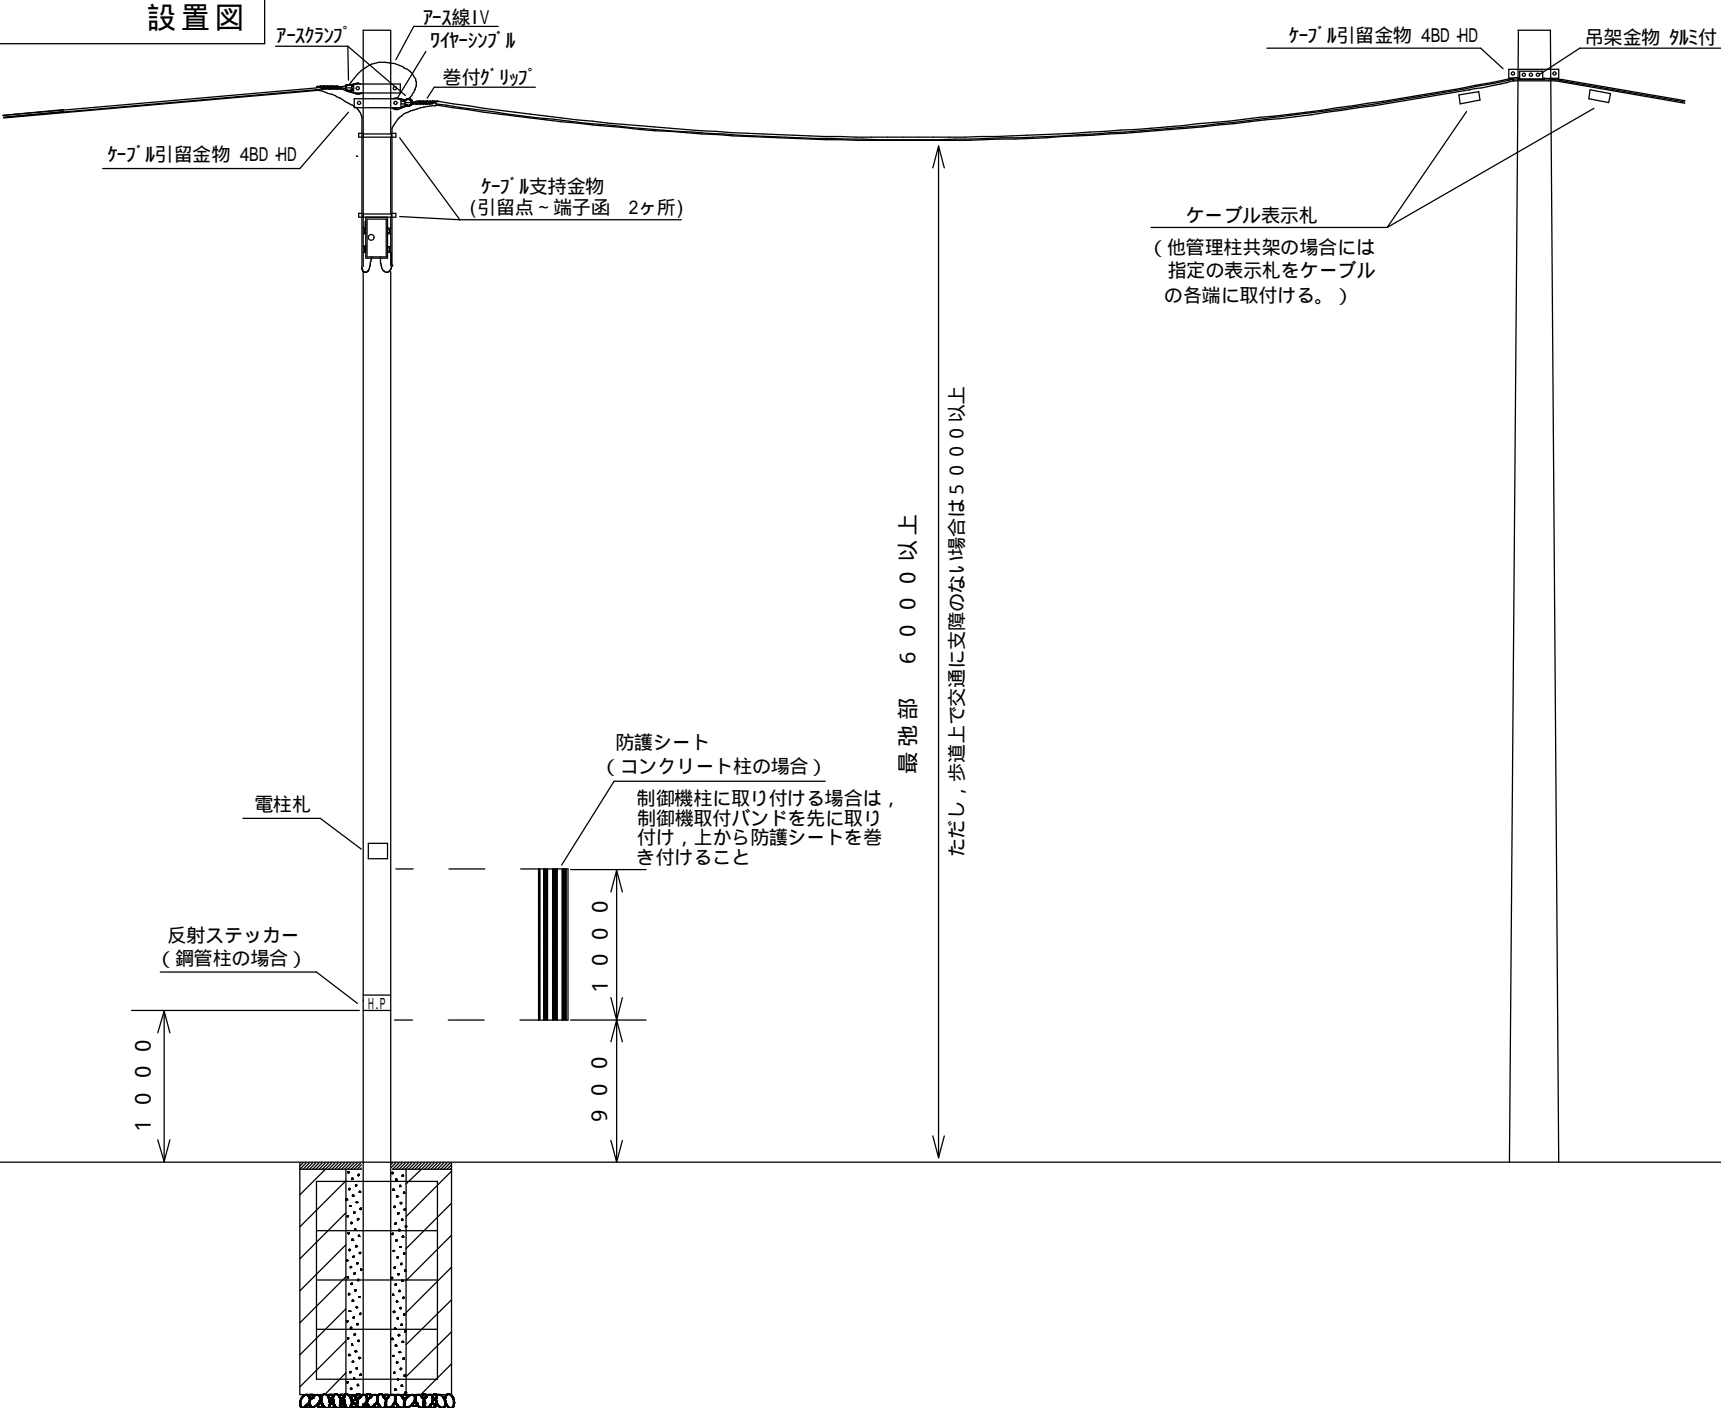 設置図
アースクランプ
アース線IV
ワイヤーシンブル
巻付グリップ
ケーブル引留金物 4BD-HD
吊架金物 タルミ付
ケーブル引留金物 4BD-HD
ケーブル支持金物
(引留点~端子函 2ヶ所)
ケーブル表示札
(他管理柱共架の場合には
指定の表示札をケーブル
の各端に取付ける。)
最弛部 6000以上
ただし,歩道上で交通に支障のない場合は5000以上
防護シート
(コンクリート柱の場合)
制御機柱に取り付ける場合は,
制御機取付バンドを先に取り
付け,上から防護シートを巻
き付けること
電柱札
反射ステッカー
(鋼管柱の場合)
H.P
1000
1000
900